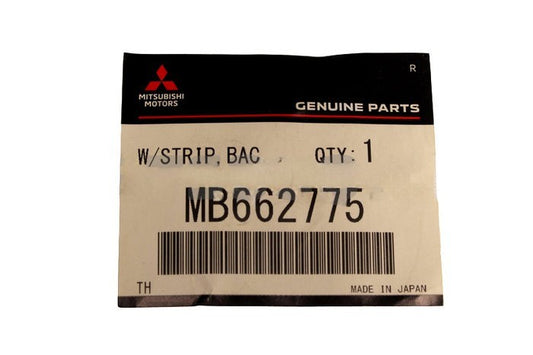 R
MITSUBISHI
MOTORS
GENUINE PARTS
W/STRIP,BAC QTY:1
MB662775
TH
MADE IN JAPAN